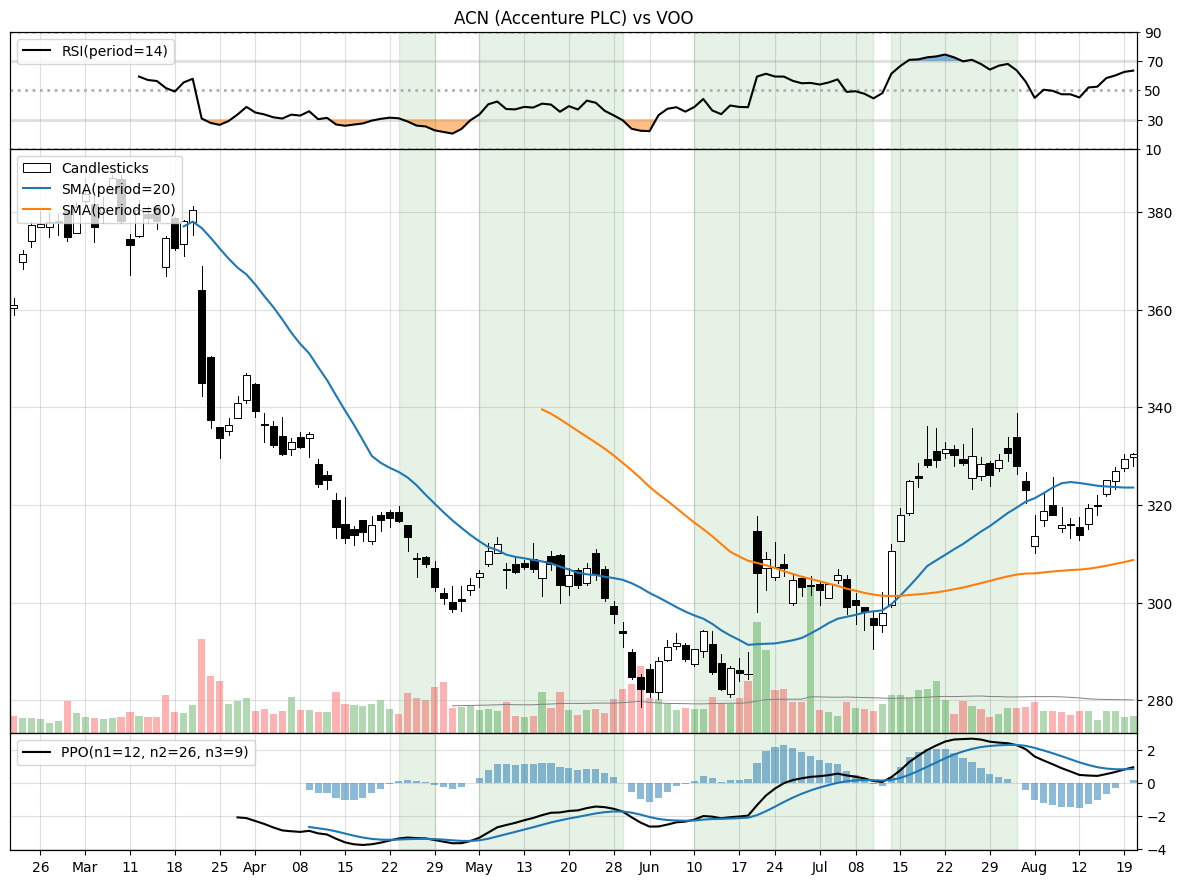 ACN (Accenture PLC) vs VOO
RSI(period=14)
90
70
50
30
10
Candlesticks
SMA(period=20)
SMA(period=60)
380
360
340
320
300
280
PPO(n1=12, n2=26, n3=9)
2
0
−2
−4
26 Mar 11 18 25 Apr 08 15 22 29 May 13 20 28 Jun 10 17 24 Jul 08 15 22 29 Aug 12 19